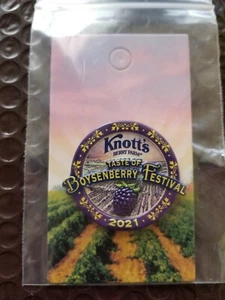 Knott's
BERRY FARM
TASTE OF
BOYSENBERRY FESTIVAL
2021